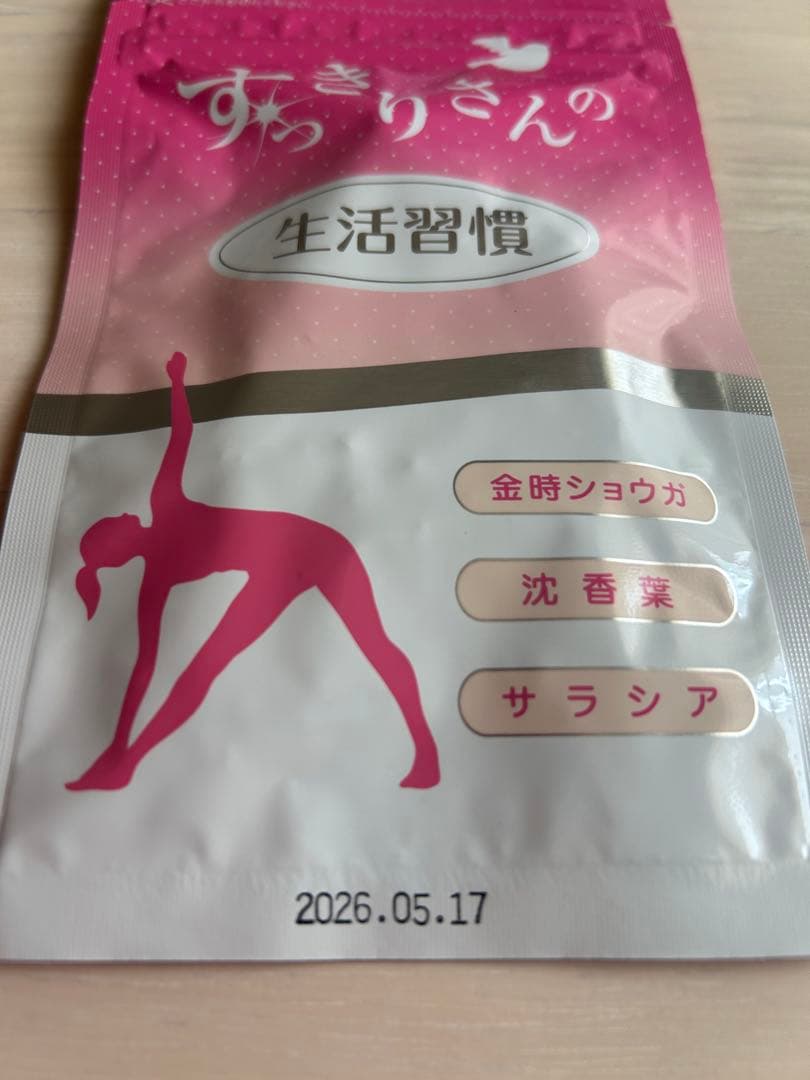 すっきりさんの
生活習慣
金時ショウガ
沈香葉
サラシア
2026.05.17